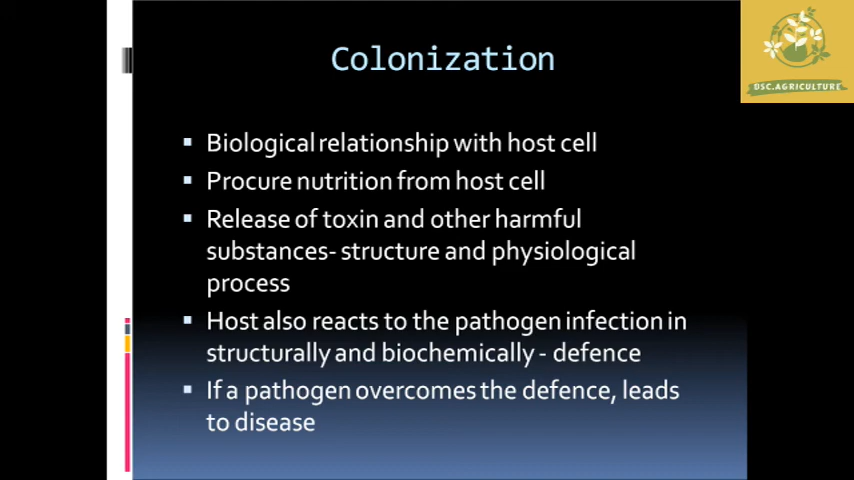 Colonization
DSC.AGRICULTURE
▪ Biological relationship with host cell
▪ Procure nutrition from host cell
▪ Release of toxin and other harmful
substances- structure and physiological
process
▪ Host also reacts to the pathogen infection in
structurally and biochemically - defence
▪ If a pathogen overcomes the defence, leads
to disease